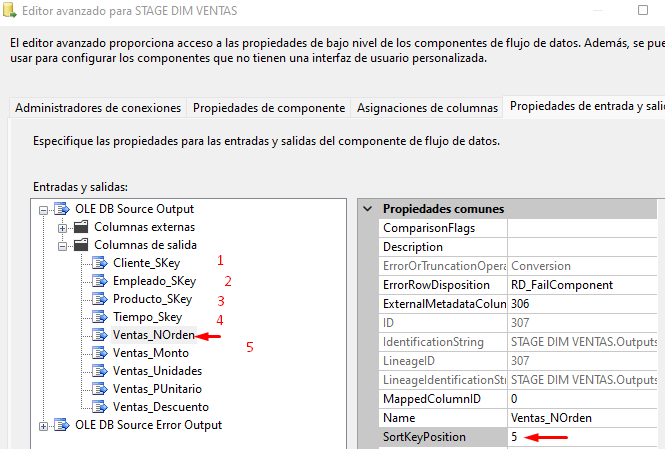 Editor avanzado para STAGE DIM VENTAS
El editor avanzado proporciona acceso a las propiedades de bajo nivel de los componentes de flujo de datos. Además, se pue
usar para configurar los componentes que no tienen una interfaz de usuario personalizada.
Administradores de conexiones
Propiedades de componente
Asignaciones de columnas
Propiedades de entrada y sali
Especifique las propiedades para las entradas y salidas del componente de flujo de datos.
Entradas y salidas:
OLE DB Source Output
Columnas externas
Columnas de salida
Cliente_SKey 1
Empleado_SKey 2
Producto_SKey 3
Tiempo_Skey 4
Ventas_NOrden
5
Ventas_Monto
Ventas_Unidades
Ventas_PUnitario
Ventas_Descuento
OLE DB Source Error Output
Propiedades comunes
ComparisonFlags
Description
ErrorOrTruncationOpera Conversion
ErrorRowDisposition RD_FailComponent
ExternalMetadataColum 306
ID 307
IdentificationString STAGE DIM VENTAS.Outputs
LineageID 307
LineageIdentificationStr STAGE DIM VENTAS.Outputs
MappedColumnID 0
Name Ventas_NOrden
SortKeyPosition 5